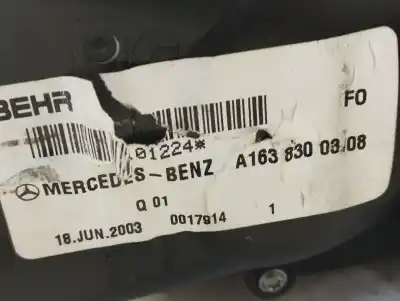 BEHR
FO
01224*
MERCEDES-BENZ A163 830 03 08
Q 01
18.JUN.2003 0017914 1